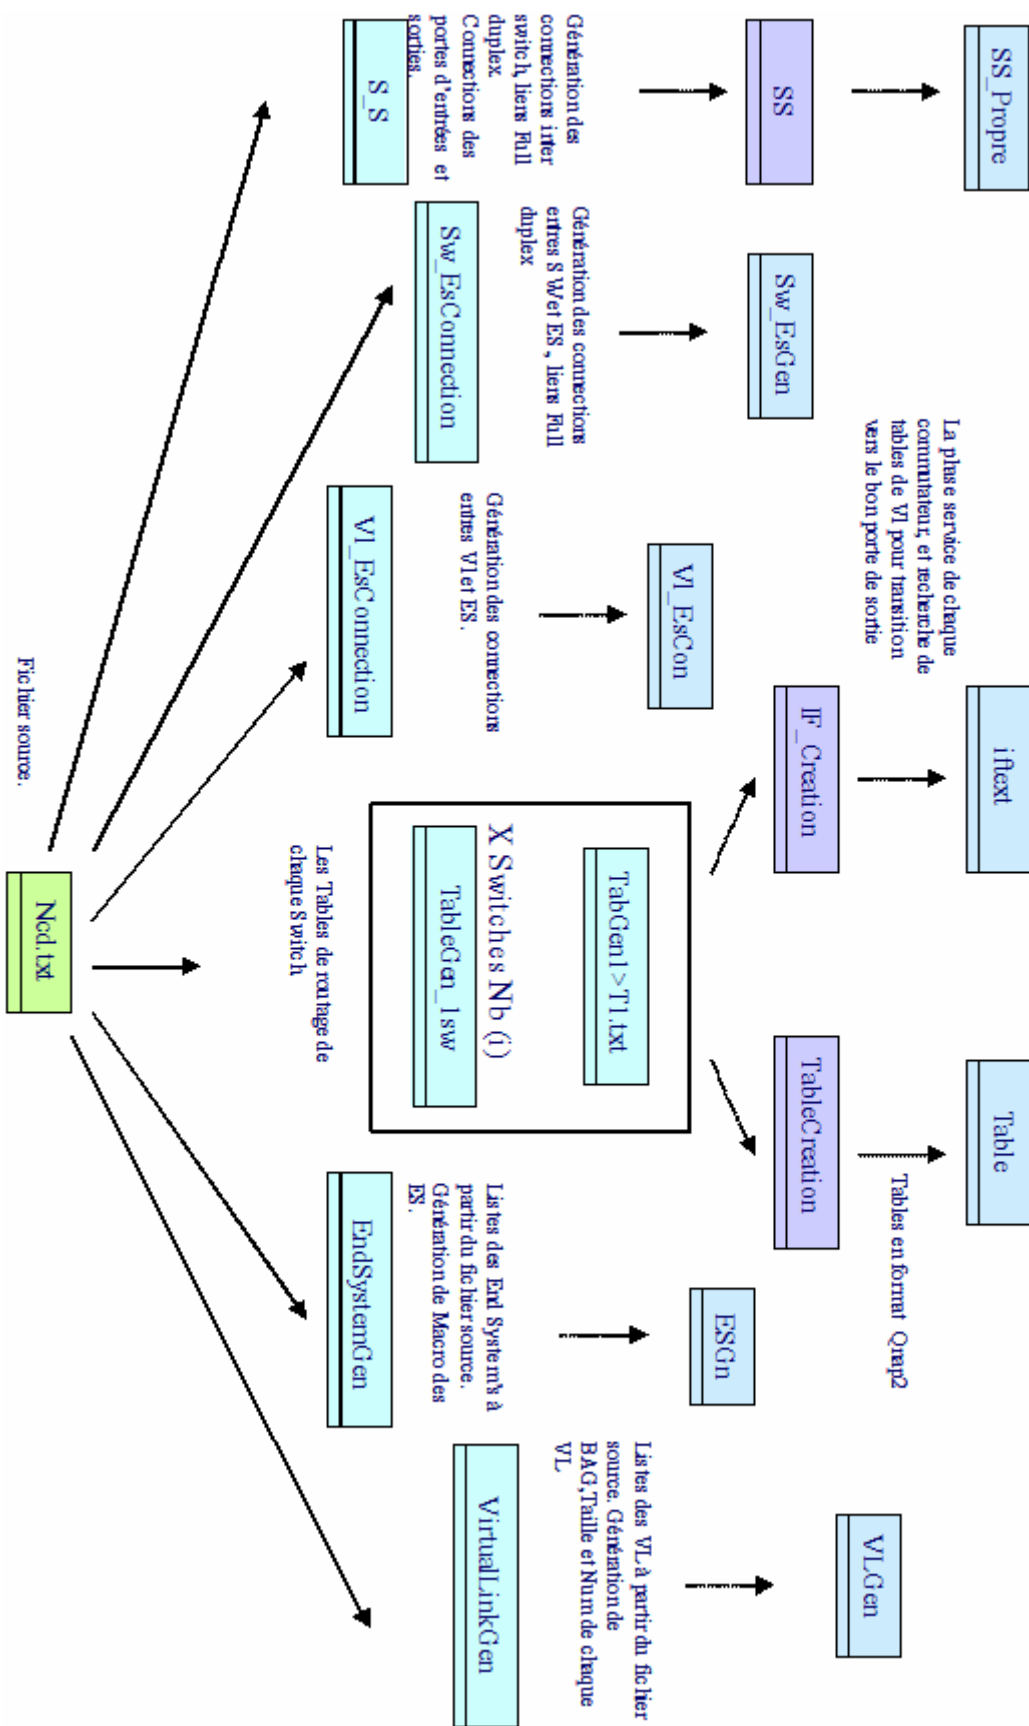 SS_Propre
SS
Génération des
connections inter
switch, liens Full
duplex.
Connections des
portes d'entrées et
sorties.
S_S
Sw_EsGen
Génération des connections
entres SWet ES, liens Full
duplex
Sw_EsConnection
Vl_EsCon
Génération des connections
entres Vl et ES.
Vl_EsConnection
iftext
La phase service de chaque
commutateur, et recherche de
tables de Vl pour transition
vers le bon porte de sortie
IF_Creation
Table
Tables en format Qnap2
TableCreation
TabGen1>T1.txt
X Switches Nb (i)
TableGen_1sw
Les Tables de routage de
chaque Switch
ESGn
Listes des End System's à
partir du fichier source.
Génération de Macro des
ES.
EndSystemGen
VLGen
Listes des VL à partir du fichier
source. Génération de
BAG,Taille et Num de chaque
VL
VirtualLinkGen
Fichier source.
Ncd.txt